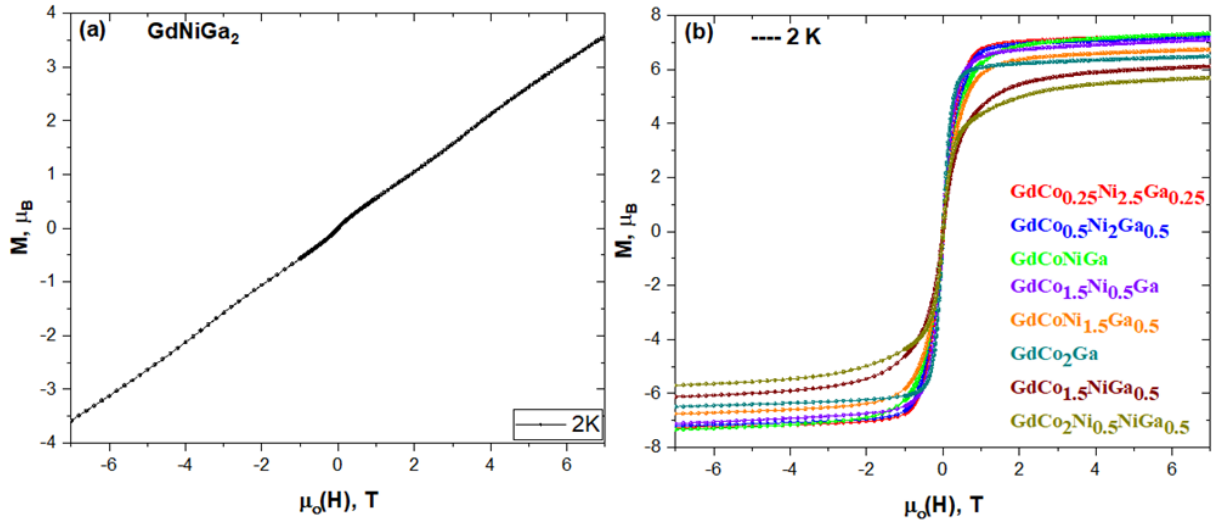 (a) GdNiGa2
M, μB
4
3
2
1
0
-1
-2
-3
-4
-6 -4 -2 0 2 4 6
μo(H), T
2K
(b) ---- 2 K
M, μB
8
6
4
2
0
-2
-4
-6
-8
-6 -4 -2 0 2 4 6
μo(H), T
GdCo0.25Ni2.5Ga0.25
GdCo0.5Ni2Ga0.5
GdCoNiGa
GdCo1.5Ni0.5Ga
GdCoNi1.5Ga0.5
GdCo2Ga
GdCo1.5NiGa0.5
GdCo2Ni0.5NiGa0.5